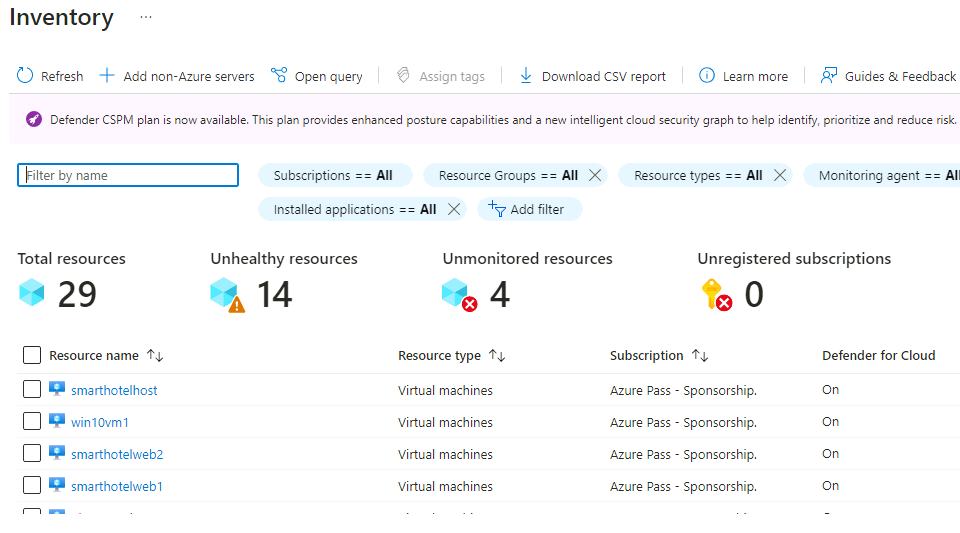 Inventory ...
Refresh Add non-Azure servers Open query Assign tags Download CSV report Learn more Guides & Feedback
Defender CSPM plan is now available. This plan provides enhanced posture capabilities and a new intelligent cloud security graph to help identify, prioritize and reduce risk.
Filter by name Subscriptions == All Resource Groups == All Resource types == All Monitoring agent == All
Installed applications == All Add filter
Total resources Unhealthy resources Unmonitored resources Unregistered subscriptions
29 14 4 0
Resource name Resource type Subscription Defender for Cloud
smarthotelhost Virtual machines Azure Pass - Sponsorship. On
win10vm1 Virtual machines Azure Pass - Sponsorship. On
smarthotelweb2 Virtual machines Azure Pass - Sponsorship. On
smarthotelweb1 Virtual machines Azure Pass - Sponsorship. On